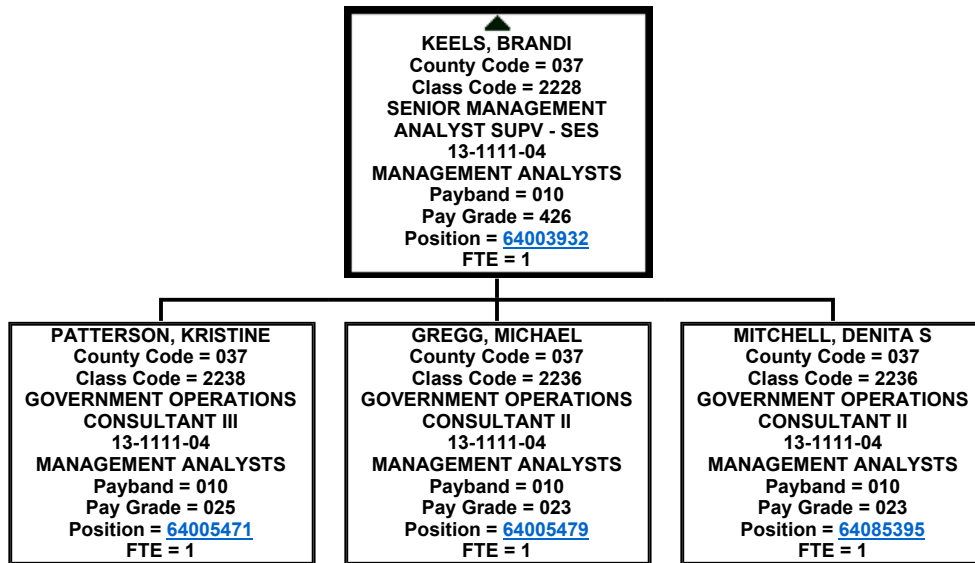 KEELS, BRANDI
County Code = 037
Class Code = 2228
SENIOR MANAGEMENT
ANALYST SUPV - SES
13-1111-04
MANAGEMENT ANALYSTS
Payband = 010
Pay Grade = 426
Position = 64003932
FTE = 1
PATTERSON, KRISTINE
County Code = 037
Class Code = 2238
GOVERNMENT OPERATIONS
CONSULTANT III
13-1111-04
MANAGEMENT ANALYSTS
Payband = 010
Pay Grade = 025
Position = 64005471
FTE = 1
GREGG, MICHAEL
County Code = 037
Class Code = 2236
GOVERNMENT OPERATIONS
CONSULTANT II
13-1111-04
MANAGEMENT ANALYSTS
Payband = 010
Pay Grade = 023
Position = 64005479
FTE = 1
MITCHELL, DENITA S
County Code = 037
Class Code = 2236
GOVERNMENT OPERATIONS
CONSULTANT II
13-1111-04
MANAGEMENT ANALYSTS
Payband = 010
Pay Grade = 023
Position = 64085395
FTE = 1